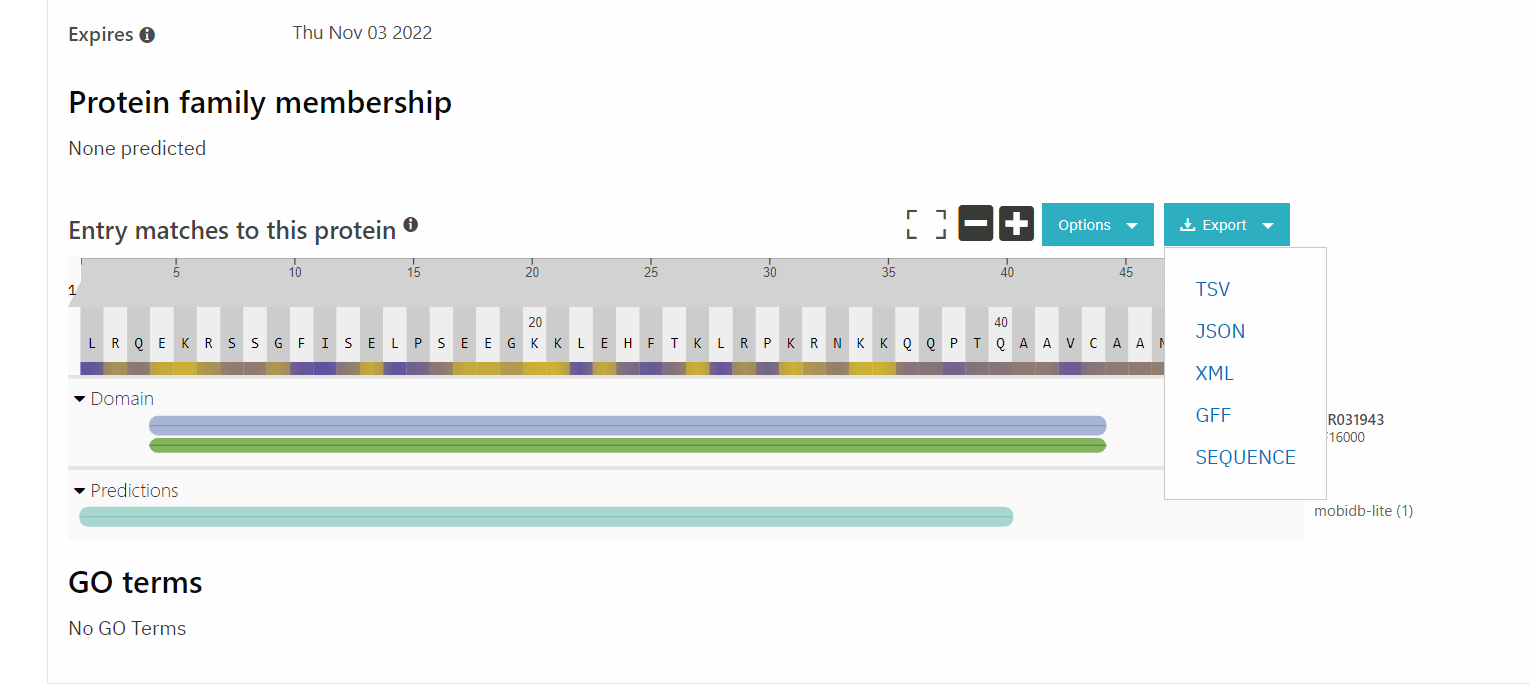 Expires
Thu Nov 03 2022
Protein family membership
None predicted
Entry matches to this protein
Options
Export
5 10 15 20 25 30 35 40 45
1
20 40
L R Q E K R S S G F I S E L P S E E G K K L E H F T K L R P K R N K K Q Q P T Q A A V C A A N
TSV
JSON
XML
GFF
SEQUENCE
Domain
R031943
F16000
Predictions
mobidb-lite (1)
GO terms
No GO Terms